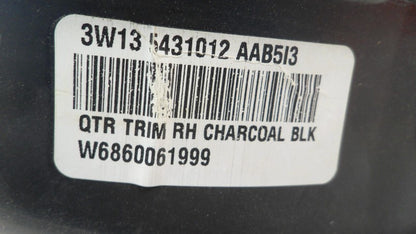 3W13 5431012 AAB5I3
QTR TRIM RH CHARCOAL BLK
W6860061999